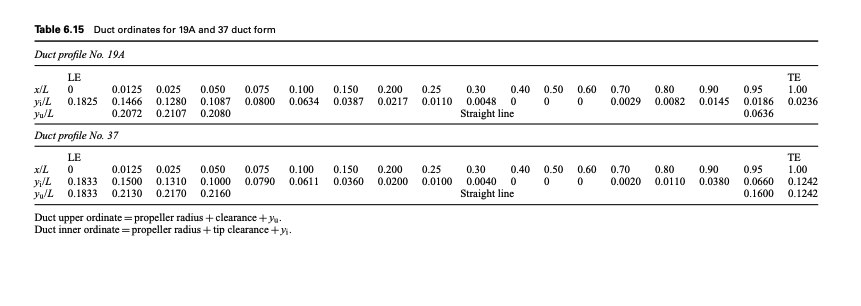 Table 6.15 Duct ordinates for 19A and 37 duct form
Duct profile No. 19A
LE TE
x/L 0 0.0125 0.025 0.050 0.075 0.100 0.150 0.200 0.25 0.30 0.40 0.50 0.60 0.70 0.80 0.90 0.95 1.00
yi/L 0.1825 0.1466 0.1280 0.1087 0.0800 0.0634 0.0387 0.0217 0.0110 0.0048 0 0 0 0.0029 0.0082 0.0145 0.0186 0.0236
yu/L 0.2072 0.2107 0.2080 Straight line 0.0636
Duct profile No. 37
LE TE
x/L 0 0.0125 0.025 0.050 0.075 0.100 0.150 0.200 0.25 0.30 0.40 0.50 0.60 0.70 0.80 0.90 0.95 1.00
yi/L 0.1833 0.1500 0.1310 0.1000 0.0790 0.0611 0.0360 0.0200 0.0100 0.0040 0 0 0 0.0020 0.0110 0.0380 0.0660 0.1242
yu/L 0.1833 0.2130 0.2170 0.2160 Straight line 0.1600 0.1242
Duct upper ordinate = propeller radius + clearance + yu.
Duct inner ordinate = propeller radius + tip clearance + yi.